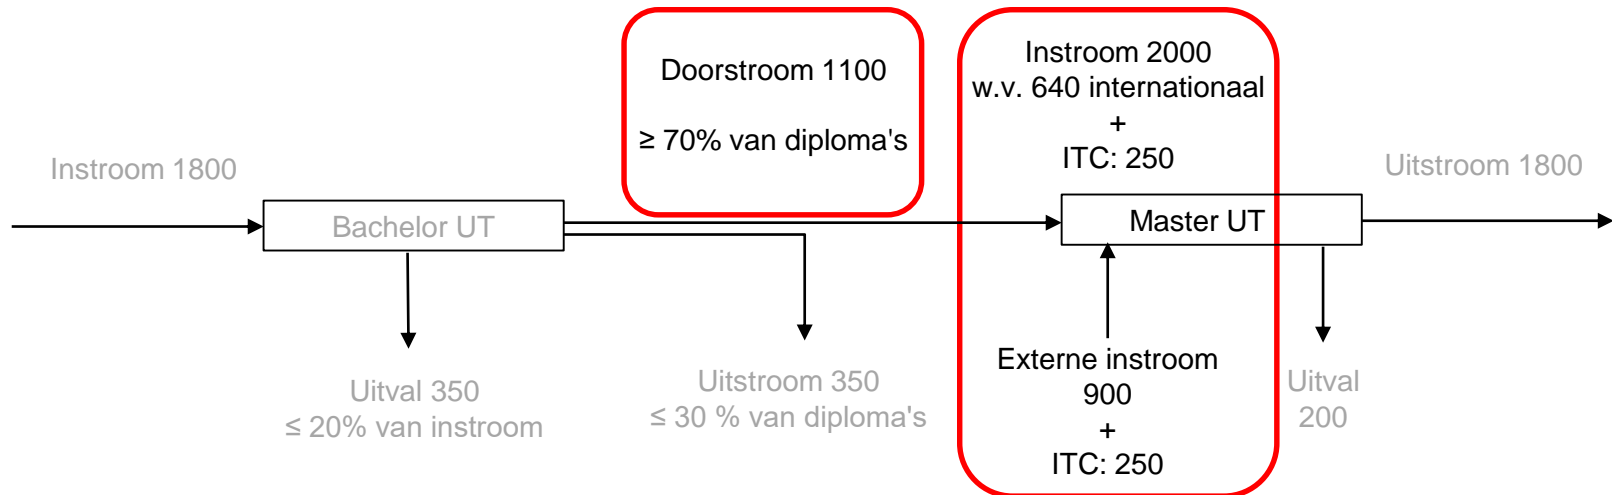 Instroom 1800
Bachelor UT
Uitval 350
≤ 20% van instroom
Doorstroom 1100
≥ 70% van diploma's
Uitstroom 350
≤ 30 % van diploma's
Instroom 2000
w.v. 640 internationaal
+
ITC: 250
Master UT
Externe instroom
900
+
ITC: 250
Uitval
200
Uitstroom 1800